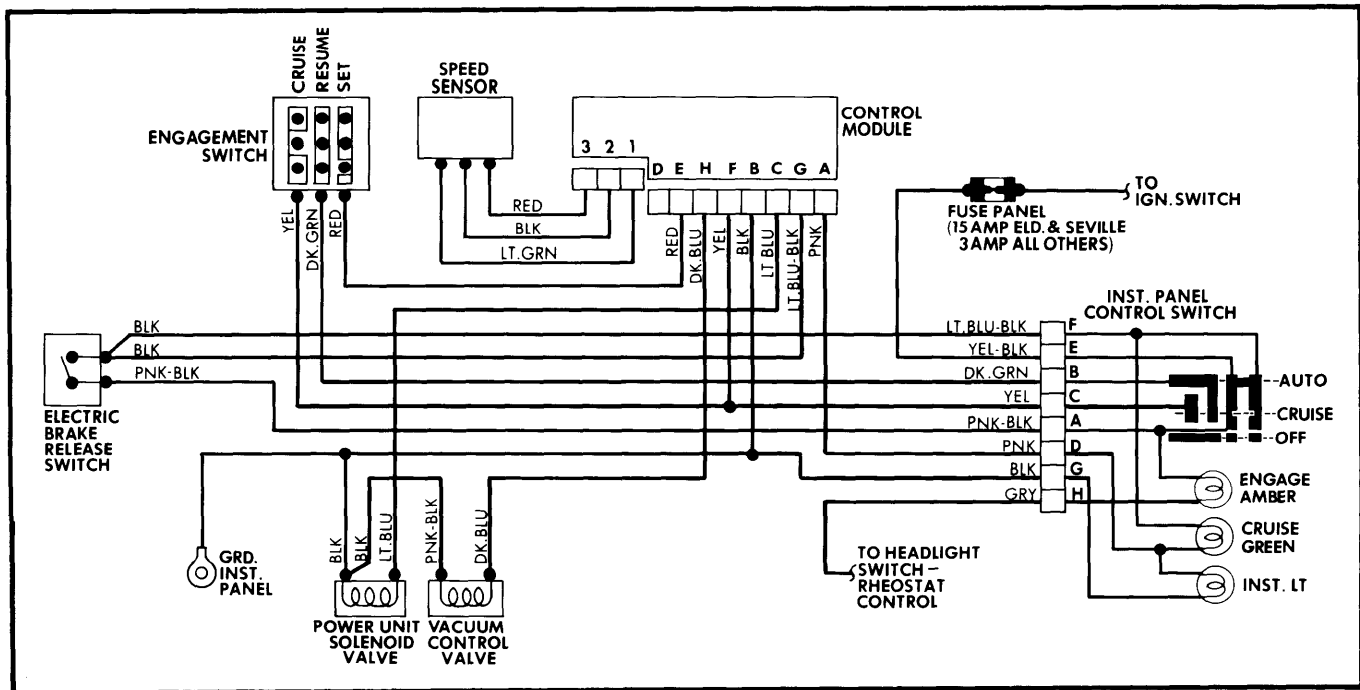 CRUISE
RESUME
SET
ENGAGEMENT
SWITCH
YEL
DK.GRN
RED
SPEED
SENSOR
RED
BLK
LT.GRN
CONTROL
MODULE
3 2 1
D E H F B C G A
RED
DK.BLU
YEL
BLK
LT BLU
LT.BLU-BLK
PNK
TO
IGN.SWITCH
FUSE PANEL
(15 AMP ELD. & SEVILLE
3 AMP ALL OTHERS)
INST. PANEL
CONTROL SWITCH
BLK
BLK
PNK-BLK
ELECTRIC
BRAKE
RELEASE
SWITCH
LT.BLU-BLK F
YEL-BLK E
DK.GRN B
YEL C
PNK-BLK A
PNK D
BLK G
GRY H
AUTO
CRUISE
OFF
ENGAGE
AMBER
CRUISE
GREEN
INST. LT
GRD.
INST.
PANEL
BLK
BLK
LT.BLU
PNK-BLK
DK.BLU
POWER UNIT
SOLENOID
VALVE
VACUUM
CONTROL
VALVE
TO HEADLIGHT
SWITCH –
RHEOSTAT
CONTROL